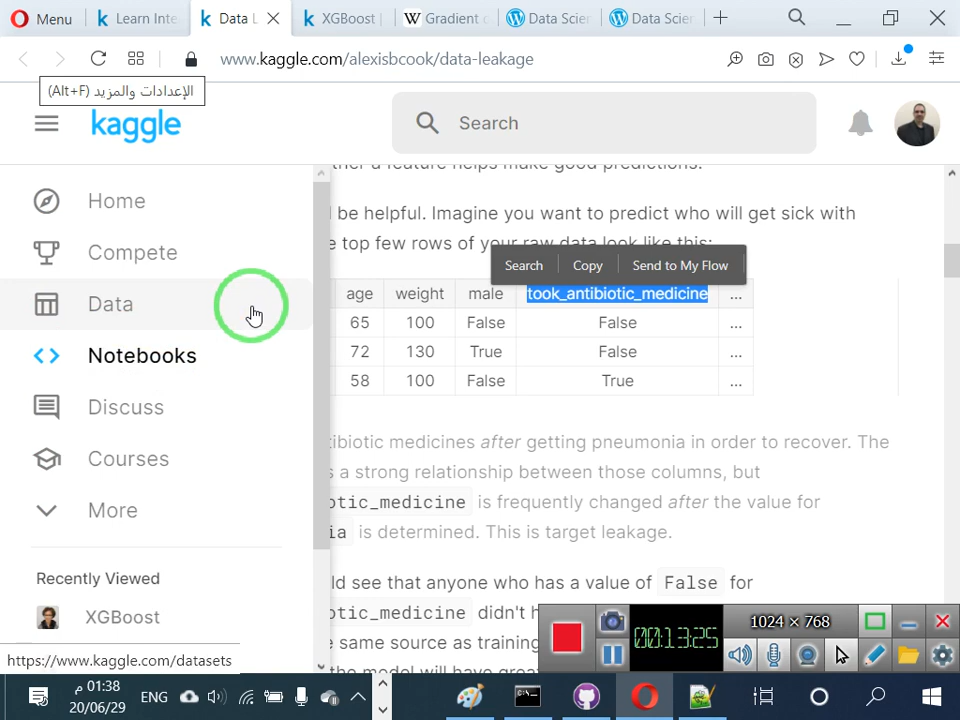 Menu
Learn Inte
Data L
XGBoost
Gradient
Data Scien
Data Scien
www.kaggle.com/alexisbcook/data-leakage
الإعدادات والمزيد (Alt+F)
kaggle
Search
Home
Compete
Data
Notebooks
Discuss
Courses
More
Recently Viewed
XGBoost
https://www.kaggle.com/datasets
ther a feature helps make good predictions.
l be helpful. Imagine you want to predict who will get sick with
e top few rows of your raw data look like this:
Search Copy Send to My Flow
age weight male took_antibiotic_medicine ...
65 100 False False ...
72 130 True False ...
58 100 False True ...
ibiotic medicines after getting pneumonia in order to recover. The
s a strong relationship between those columns, but
otic_medicine is frequently changed after the value for
ia is determined. This is target leakage.
ld see that anyone who has a value of False for
otic_medicine didn't h
e same source as training
the model will have great
00:13:25
1024 x 768
01:38 م
20/06/29
ENG